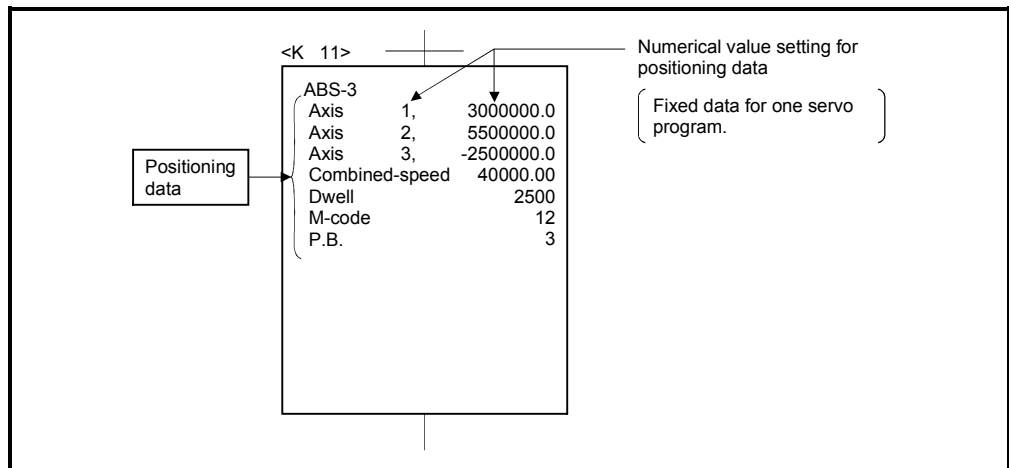 <K 11>
ABS-3
Axis 1, 3000000.0
Axis 2, 5500000.0
Axis 3, -2500000.0
Combined-speed 40000.00
Dwell 2500
M-code 12
P.B. 3
Positioning
data
Numerical value setting for
positioning data
Fixed data for one servo
program.